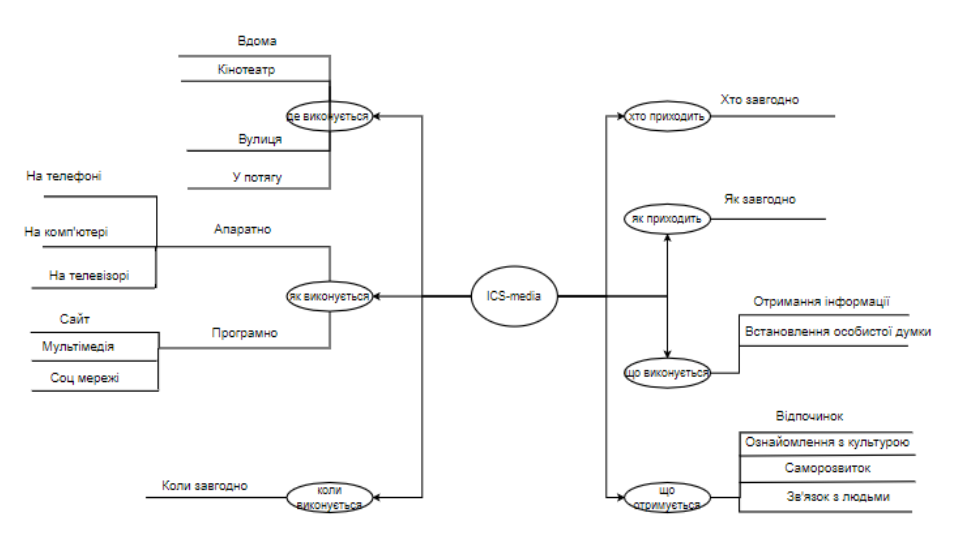 Вдома
Кінотеатр
де виконується
Вулиця
У потягу
На телефоні
На комп'ютері
Апаратно
На телевізорі
як виконується
Сайт
Програмно
Мультімедія
Соц мережі
Коли завгодно
коли
виконується
ICS-media
Хто завгодно
хто приходить
Як завгодно
як приходить
Отримання інформації
Встановлення особистої думки
що виконується
Відпочинок
Ознайомлення з культурою
Саморозвиток
що
отримується
Зв'язок з людьми